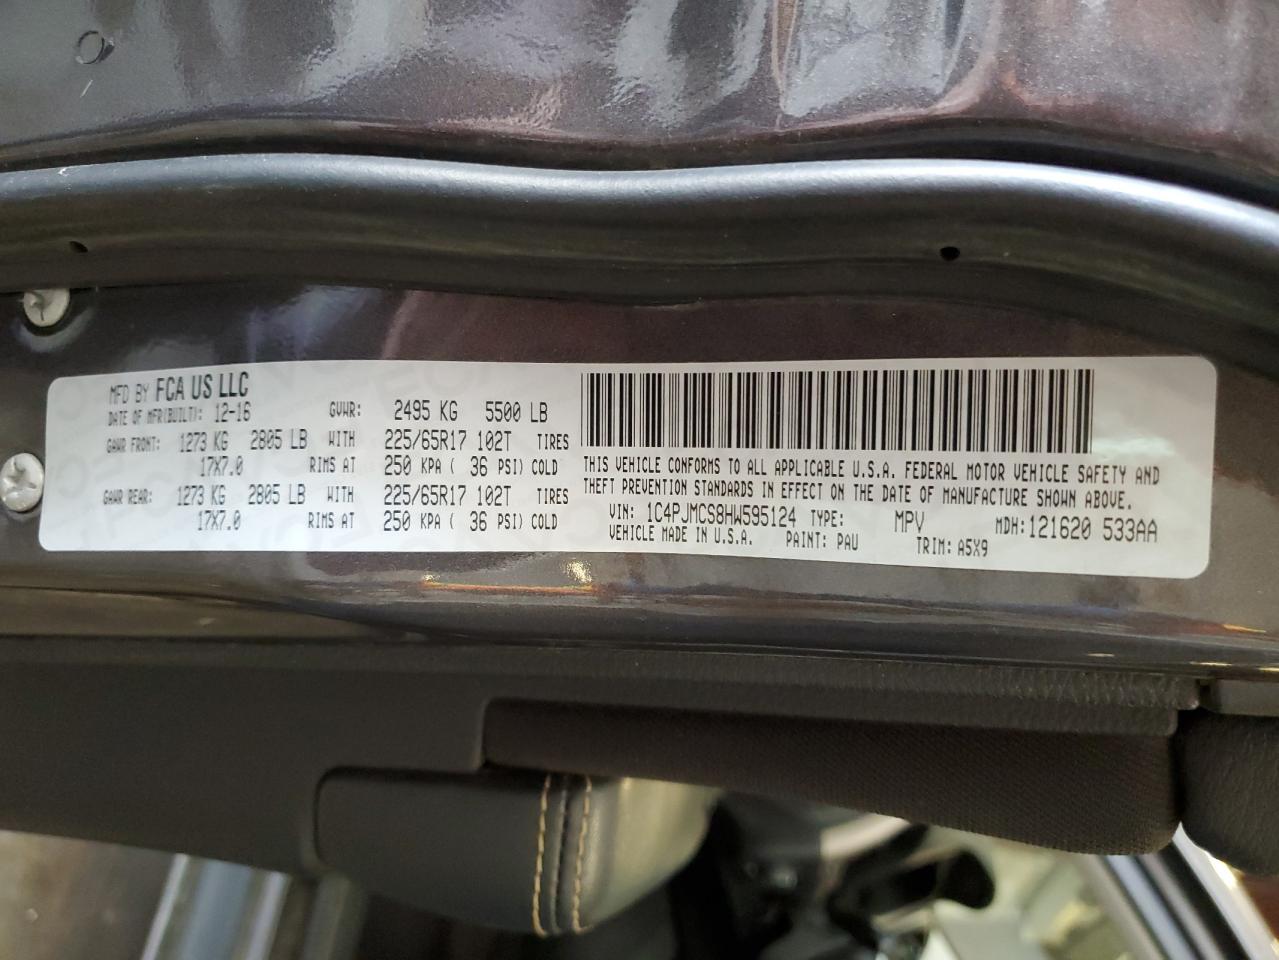 MFD BY FCA US LLC
DATE OF MFR(BUILT): 12-16 GVWR: 2495 KG 5500 LB
GAWR FRONT: 1273 KG 2805 LB WITH 225/65R17 102T TIRES
17X7.0 RIMS AT 250 KPA ( 36 PSI) COLD
GAWR REAR: 1273 KG 2805 LB WITH 225/65R17 102T TIRES
17X7.0 RIMS AT 250 KPA ( 36 PSI) COLD
THIS VEHICLE CONFORMS TO ALL APPLICABLE U.S.A. FEDERAL MOTOR VEHICLE SAFETY AND
THEFT PREVENTION STANDARDS IN EFFECT ON THE DATE OF MANUFACTURE SHOWN ABOVE.
VIN: 1C4PJMCS8HW595124 TYPE: MPV MDH:121620 533AA
VEHICLE MADE IN U.S.A. PAINT: PAU TRIM: A5X9